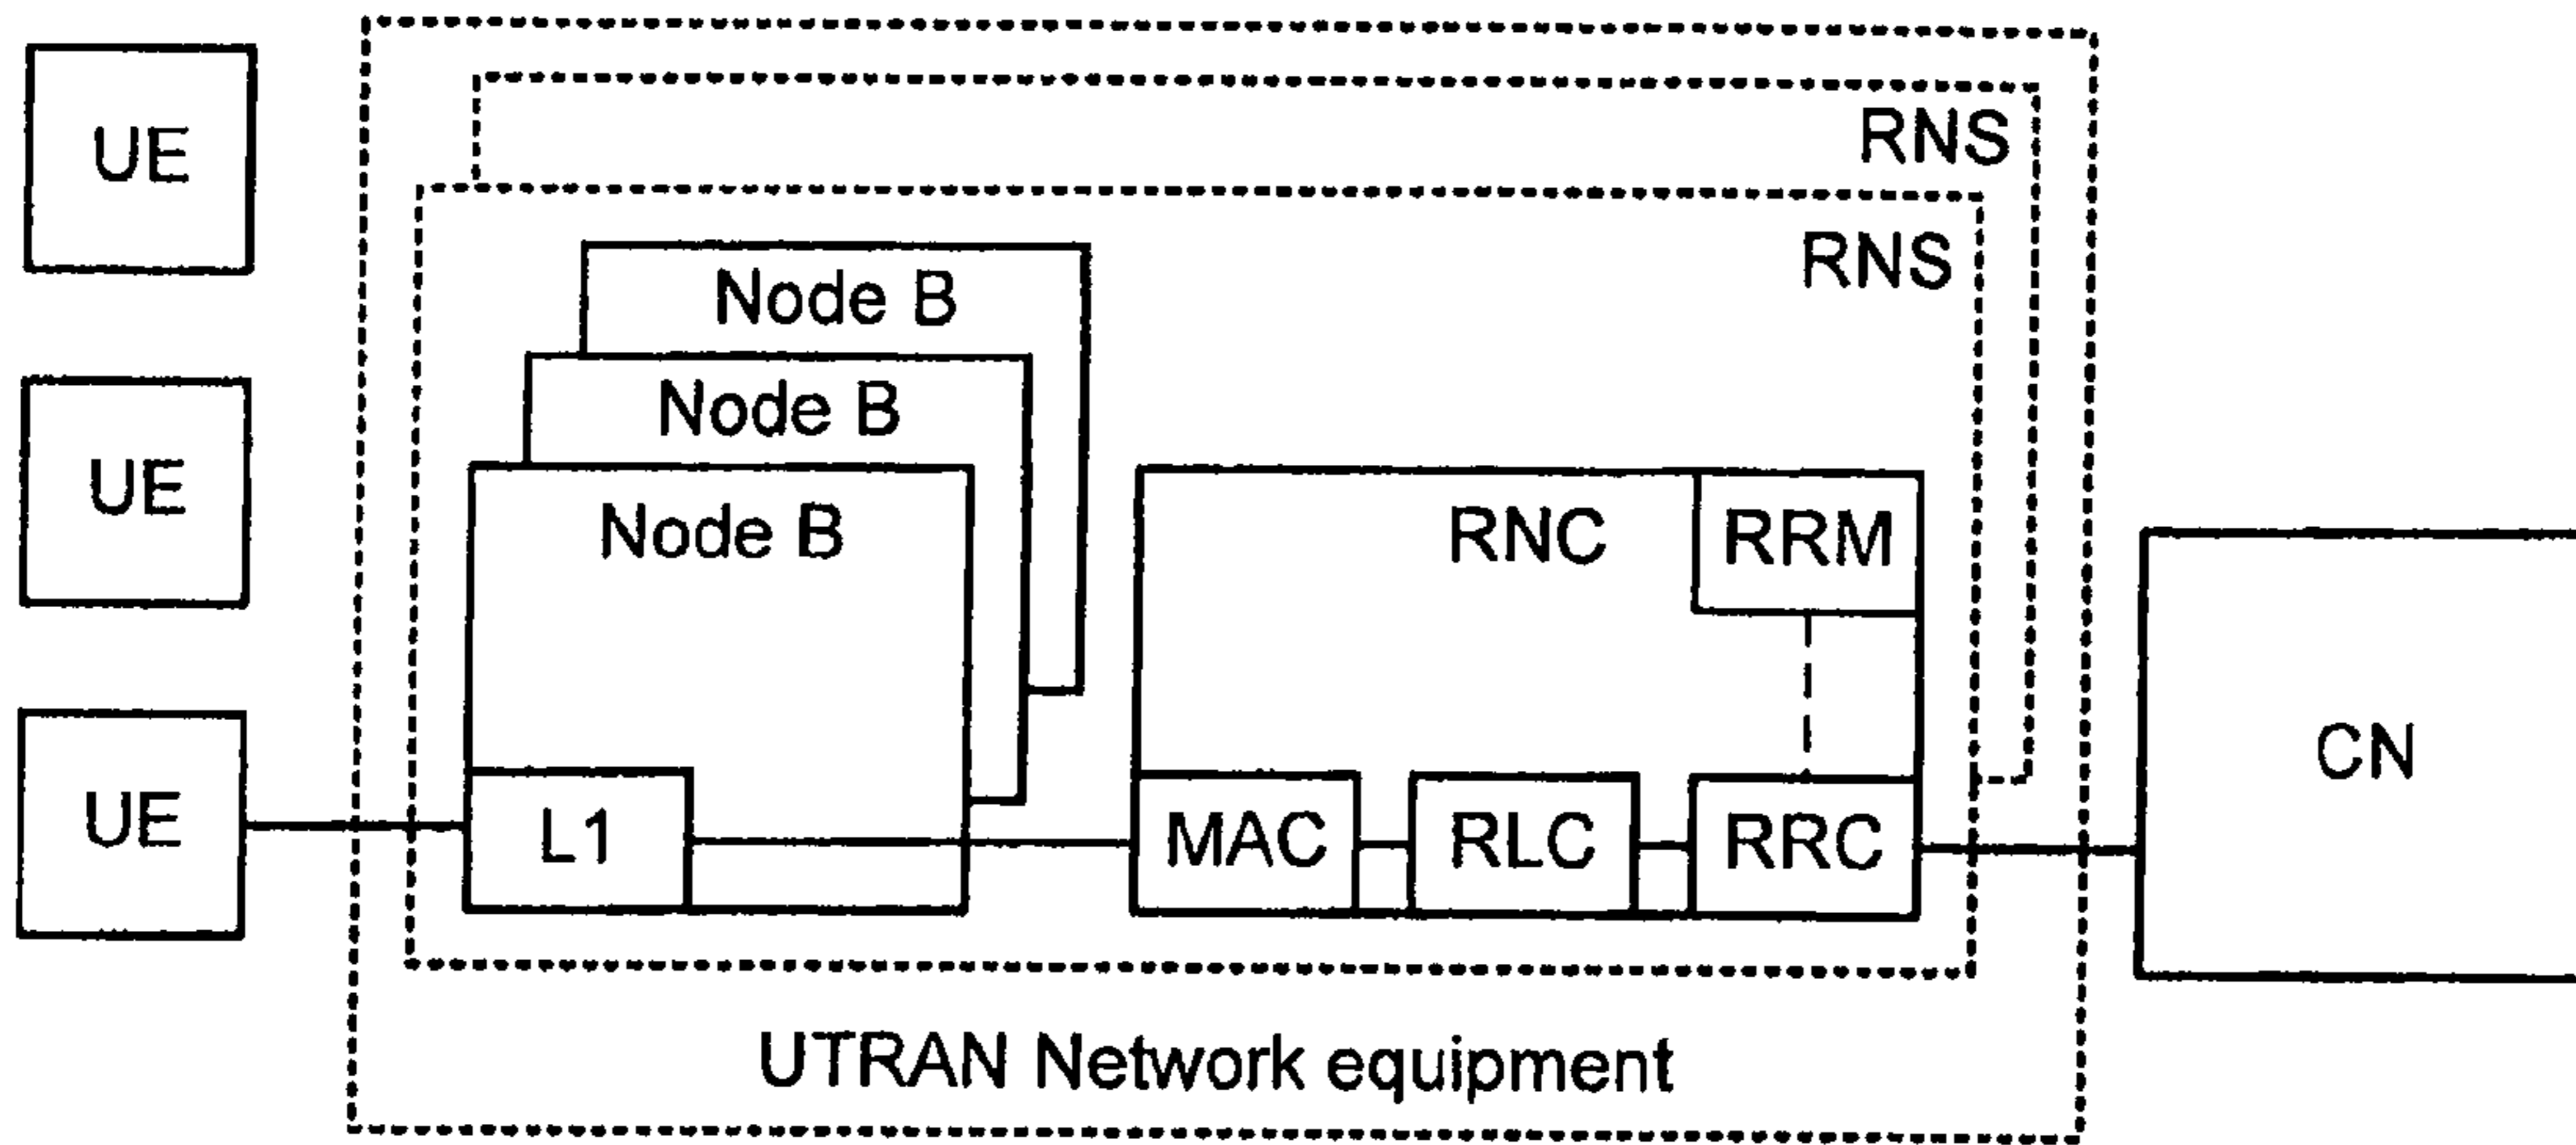 UE
RNS
RNS
Node B
Node B
UE
Node B
RNC
RRM
CN
UE
L1
MAC
RLC
RRC
UTRAN Network equipment